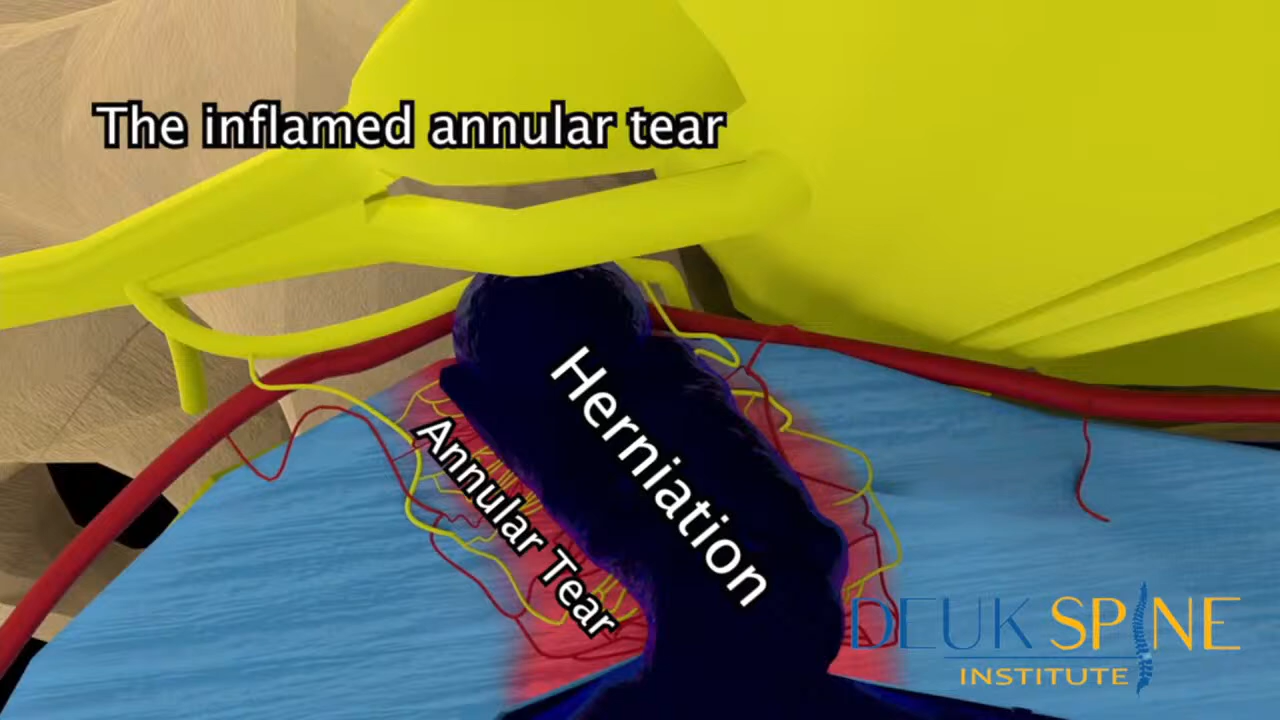 The inflamed annular tear
Herniation
Annular Tear
DEUK SPINE
INSTITUTE